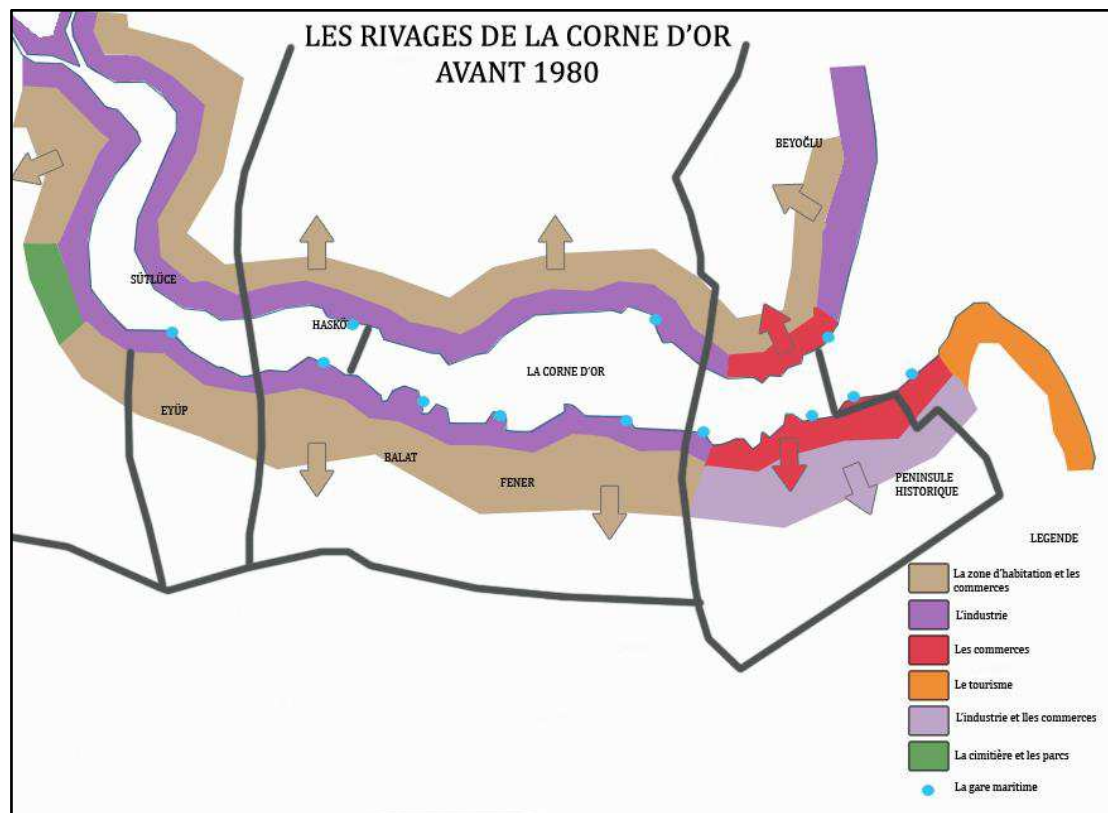 LES RIVAGES DE LA CORNE D'OR
AVANT 1980
BEYOĞLU
SÜTLÜCE
HASKÖ
LA CORNE D'OR
EYÜP
BALAT
FENER
PENINSULE
HISTORIQUE
LEGENDE
La zone d'habitation et les
commerces
L'industrie
Les commerces
Le tourisme
L'industrie et lles commerces
La cimitière et les parcs
La gare maritime